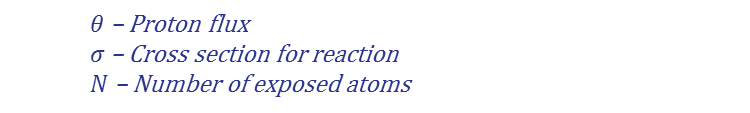 θ – Proton flux
σ – Cross section for reaction
N – Number of exposed atoms